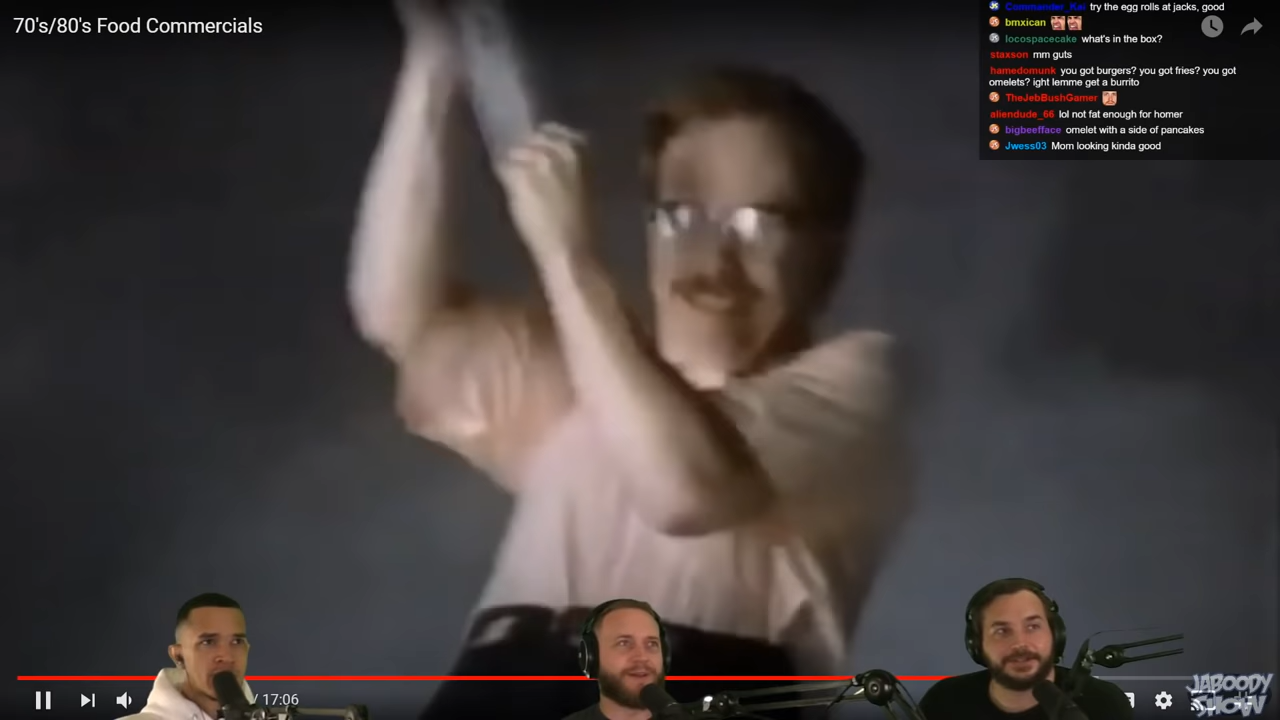 70's/80's Food Commercials
Commander_Kai try the egg rolls at jacks, good
bmxican
locospacecake what's in the box?
staxson mm guts
hamedomunk you got burgers? you got fries? you got
omelets? ight lemme get a burrito
TheJebBushGamer
aliendude_66 lol not fat enough for homer
bigbeefface omelet with a side of pancakes
Jwess03 Mom looking kinda good
/ 17:06
JABOODY
SHOW